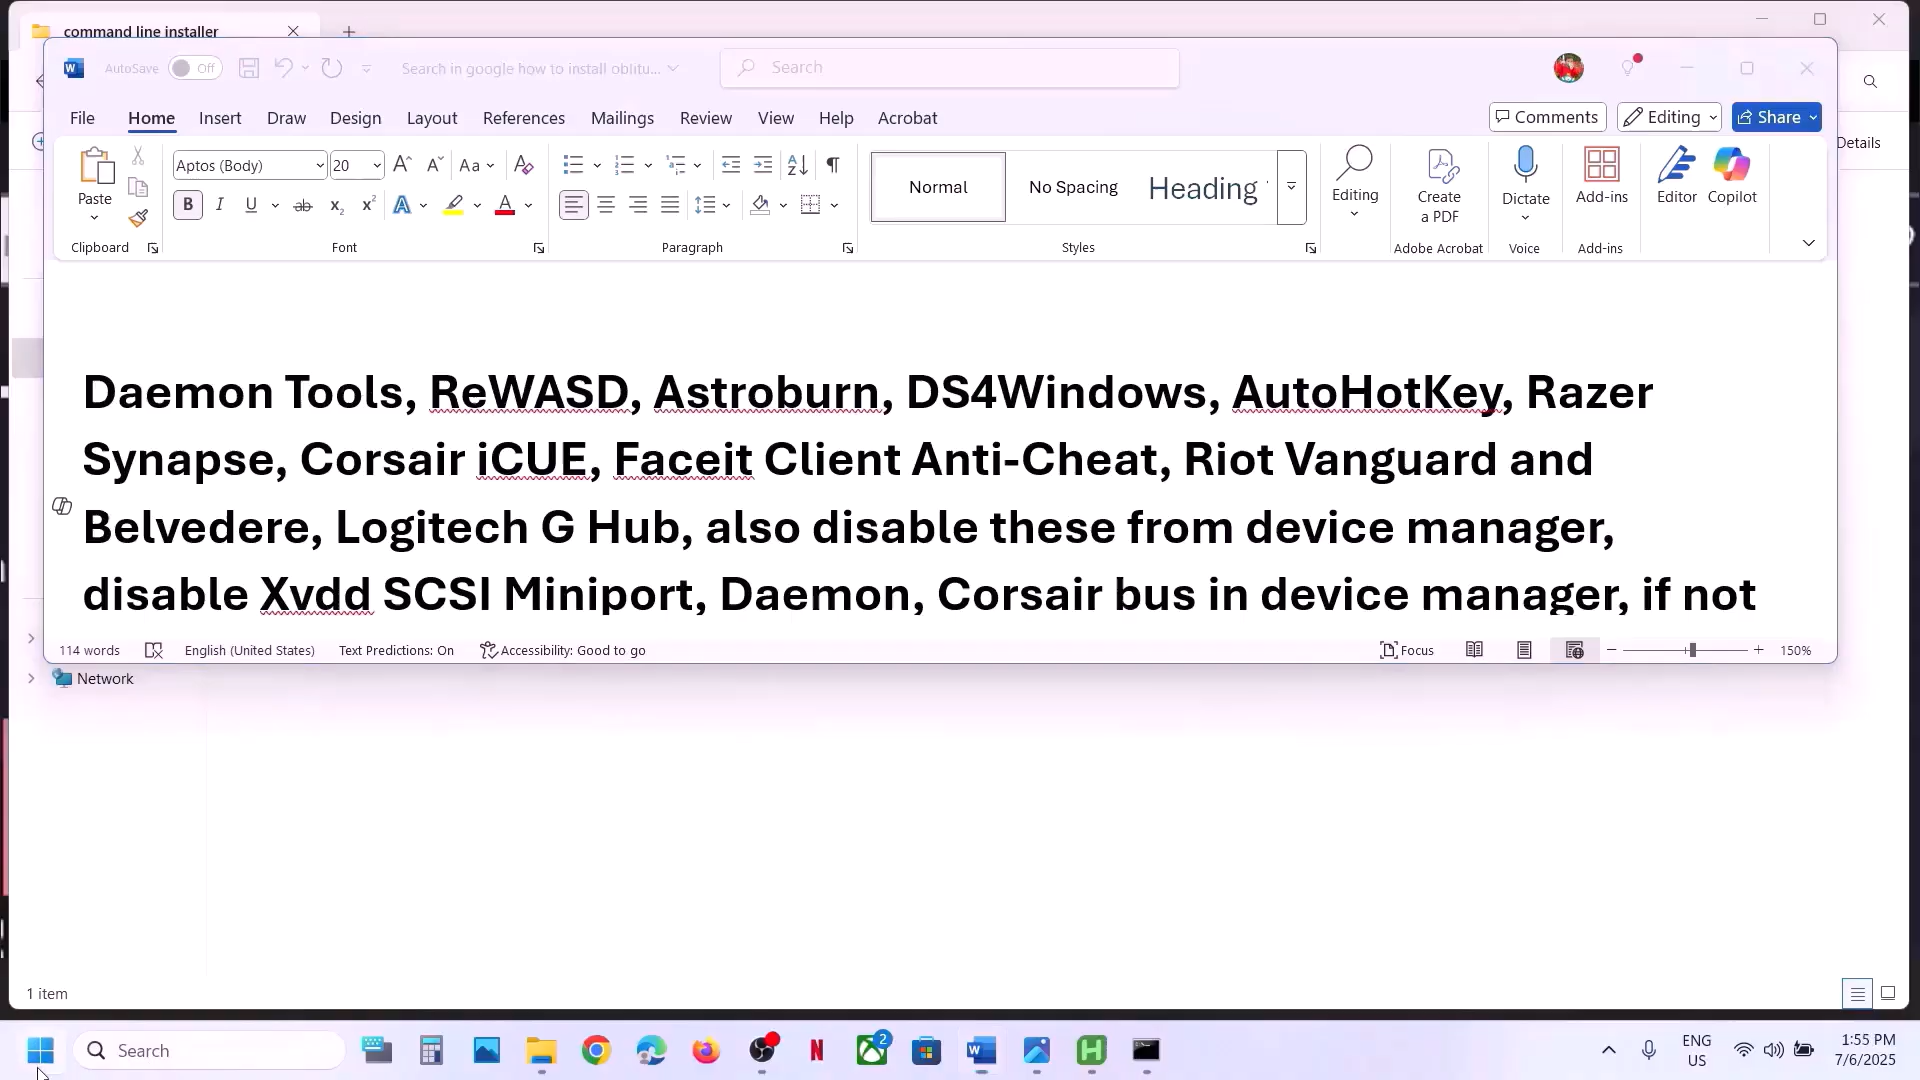 command line installer
AutoSave Off Search in google how to install oblitu... Search
File Home Insert Draw Design Layout References Mailings Review View Help Acrobat Comments Editing Share
Details
Paste Aptos (Body) 20 Normal No Spacing Heading Editing Create a PDF Dictate Add-ins Editor Copilot
Clipboard Font Paragraph Styles Adobe Acrobat Voice Add-ins
Daemon Tools, ReWASD, Astroburn, DS4Windows, AutoHotKey, Razer
Synapse, Corsair iCUE, Faceit Client Anti-Cheat, Riot Vanguard and
Belvedere, Logitech G Hub, also disable these from device manager,
disable Xvdd SCSI Miniport, Daemon, Corsair bus in device manager, if not
114 words English (United States) Text Predictions: On Accessibility: Good to go Focus 150%
Network
1 item
Search 2 ENG US 1:55 PM 7/6/2025